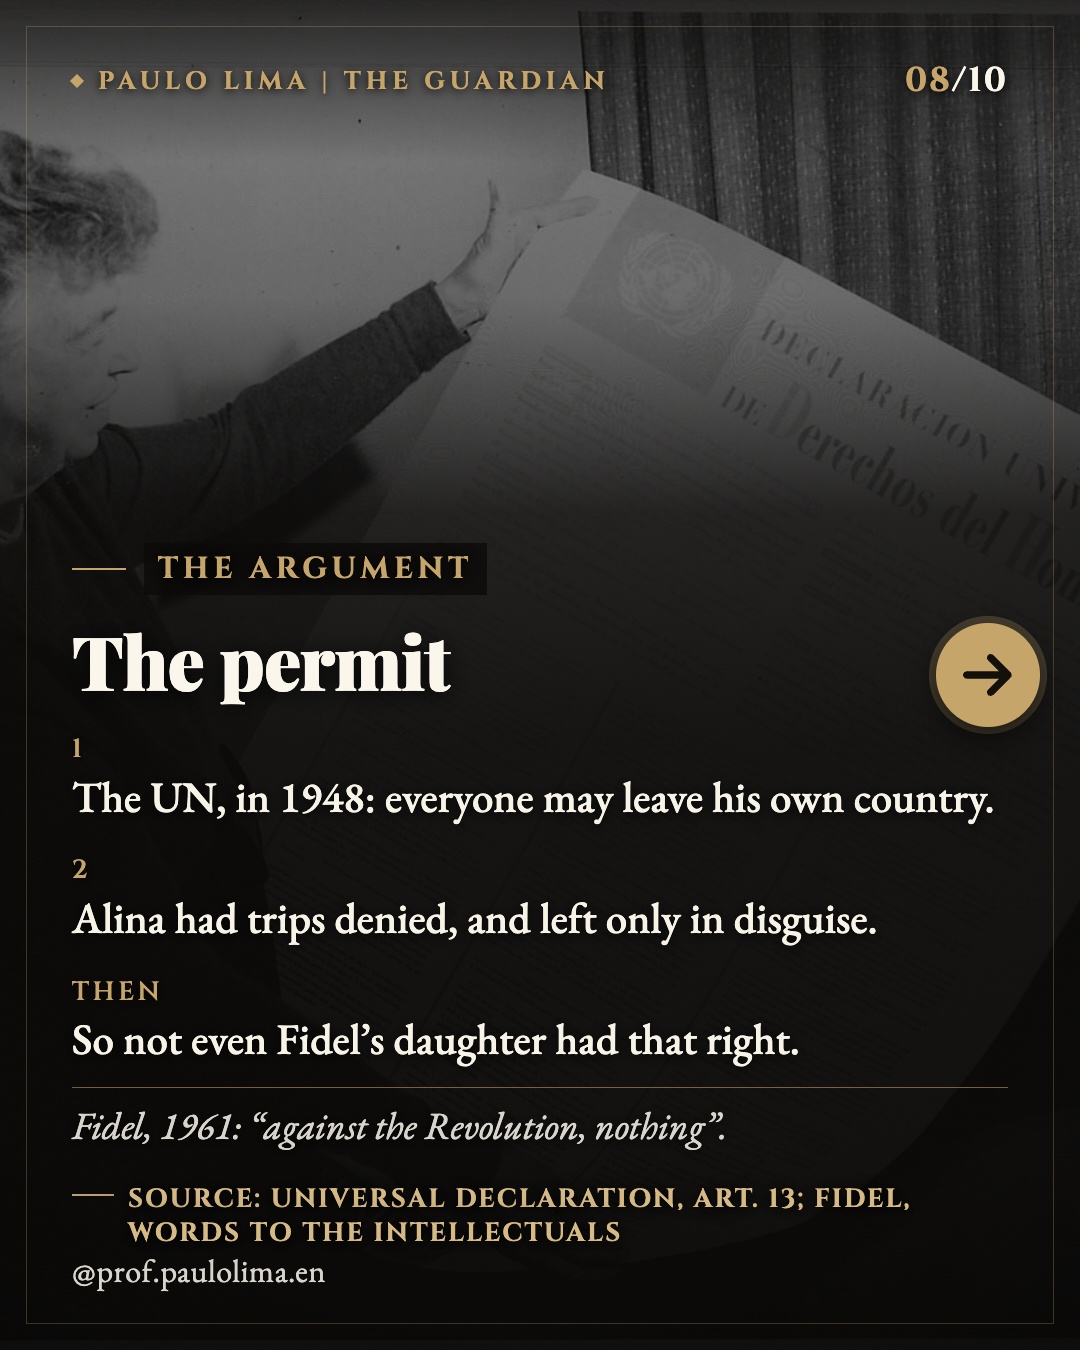 ◆ PAULO LIMA | THE GUARDIAN
08/10
DECLARACION UNIV
DE Derechos del Hom
THE ARGUMENT
The permit
1
The UN, in 1948: everyone may leave his own country.
2
Alina had trips denied, and left only in disguise.
THEN
So not even Fidel’s daughter had that right.
Fidel, 1961: “against the Revolution, nothing”.
SOURCE: UNIVERSAL DECLARATION, ART. 13; FIDEL,
WORDS TO THE INTELLECTUALS
@prof.paulolima.en